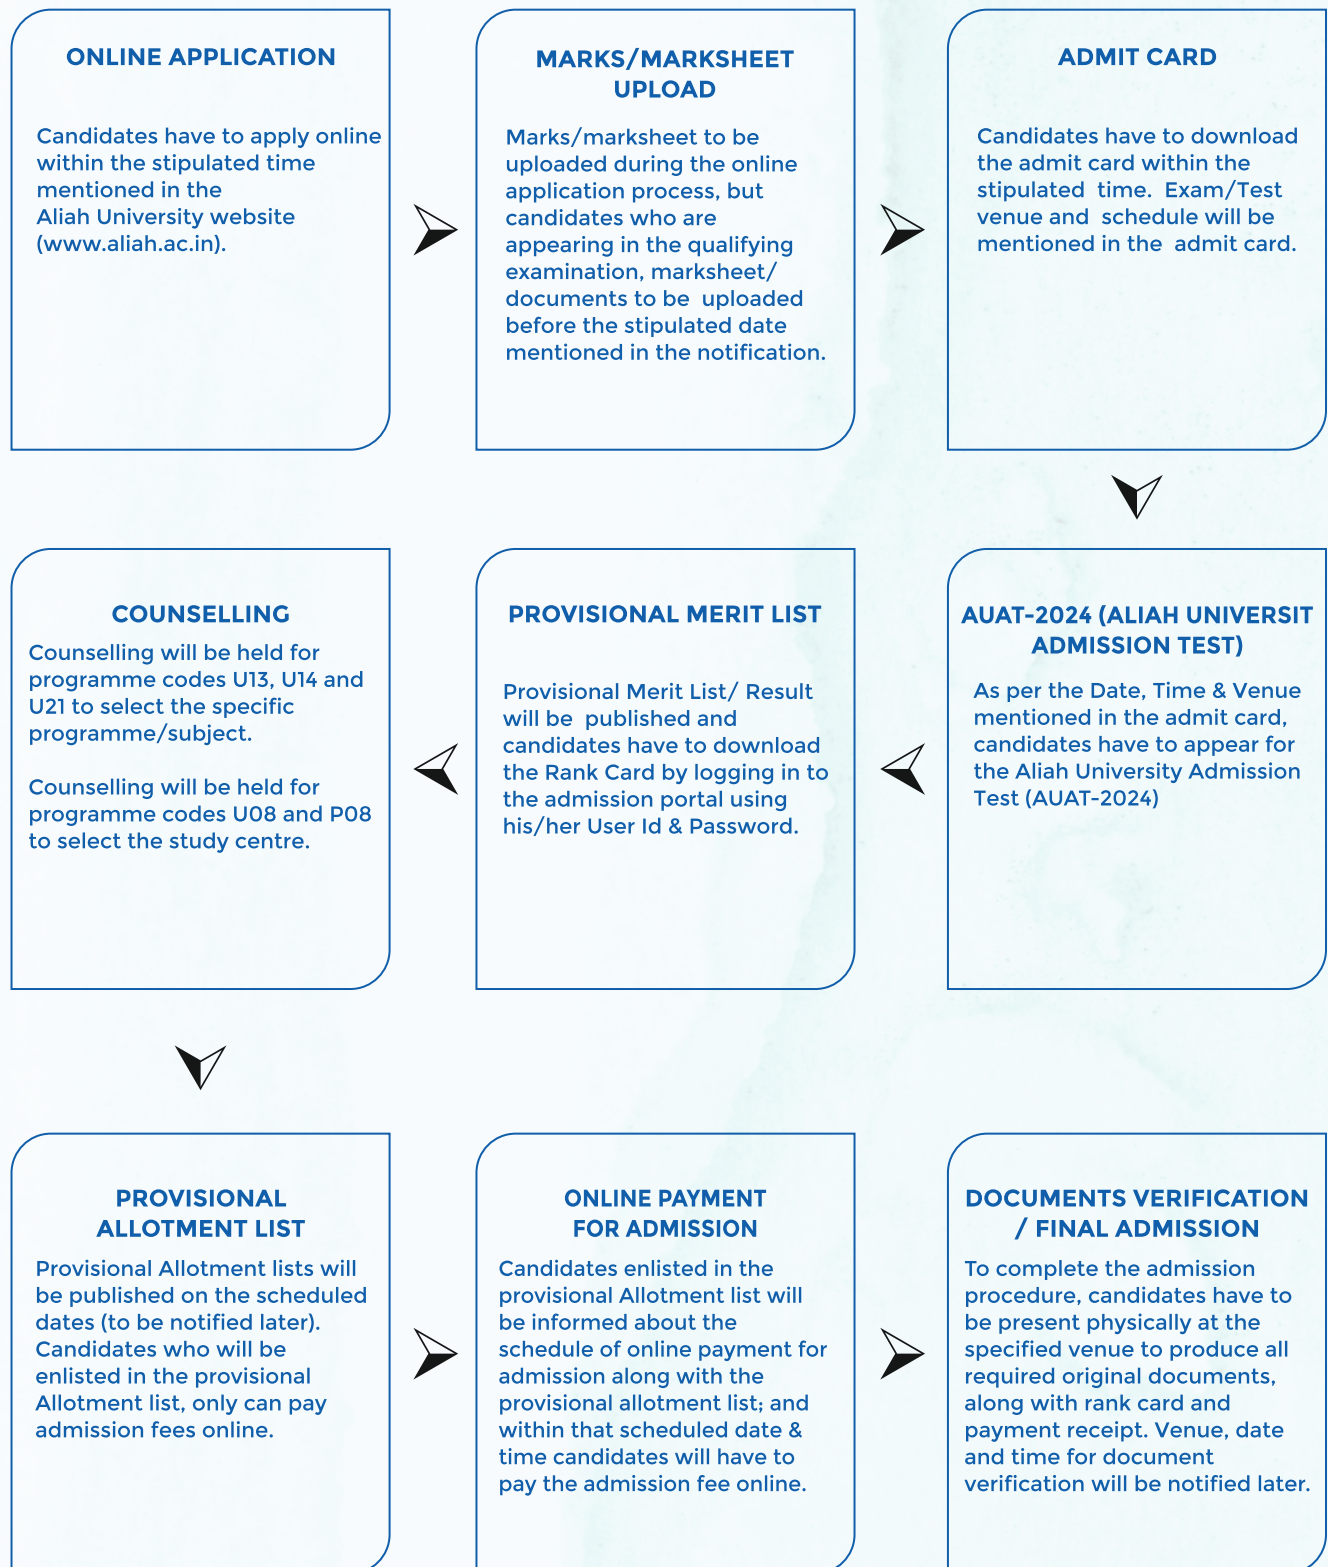 ONLINE APPLICATION
Candidates have to apply online
within the stipulated time
mentioned in the
Aliah University website
(www.aliah.ac.in).
MARKS/MARKSHEET
UPLOAD
Marks/marksheet to be
uploaded during the online
application process, but
candidates who are
appearing in the qualifying
examination, marksheet/
documents to be uploaded
before the stipulated date
mentioned in the notification.
ADMIT CARD
Candidates have to download
the admit card within the
stipulated time. Exam/Test
venue and schedule will be
mentioned in the admit card.
AUAT-2024 (ALIAH UNIVERSIT
ADMISSION TEST)
As per the Date, Time & Venue
mentioned in the admit card,
candidates have to appear for
the Aliah University Admission
Test (AUAT-2024)
PROVISIONAL MERIT LIST
Provisional Merit List/ Result
will be published and
candidates have to download
the Rank Card by logging in to
the admission portal using
his/her User Id & Password.
COUNSELLING
Counselling will be held for
programme codes U13, U14 and
U21 to select the specific
programme/subject.
Counselling will be held for
programme codes U08 and P08
to select the study centre.
PROVISIONAL
ALLOTMENT LIST
Provisional Allotment lists will
be published on the scheduled
dates (to be notified later).
Candidates who will be
enlisted in the provisional
Allotment list, only can pay
admission fees online.
ONLINE PAYMENT
FOR ADMISSION
Candidates enlisted in the
provisional Allotment list will
be informed about the
schedule of online payment for
admission along with the
provisional allotment list; and
within that scheduled date &
time candidates will have to
pay the admission fee online.
DOCUMENTS VERIFICATION
/ FINAL ADMISSION
To complete the admission
procedure, candidates have to
be present physically at the
specified venue to produce all
required original documents,
along with rank card and
payment receipt. Venue, date
and time for document
verification will be notified later.